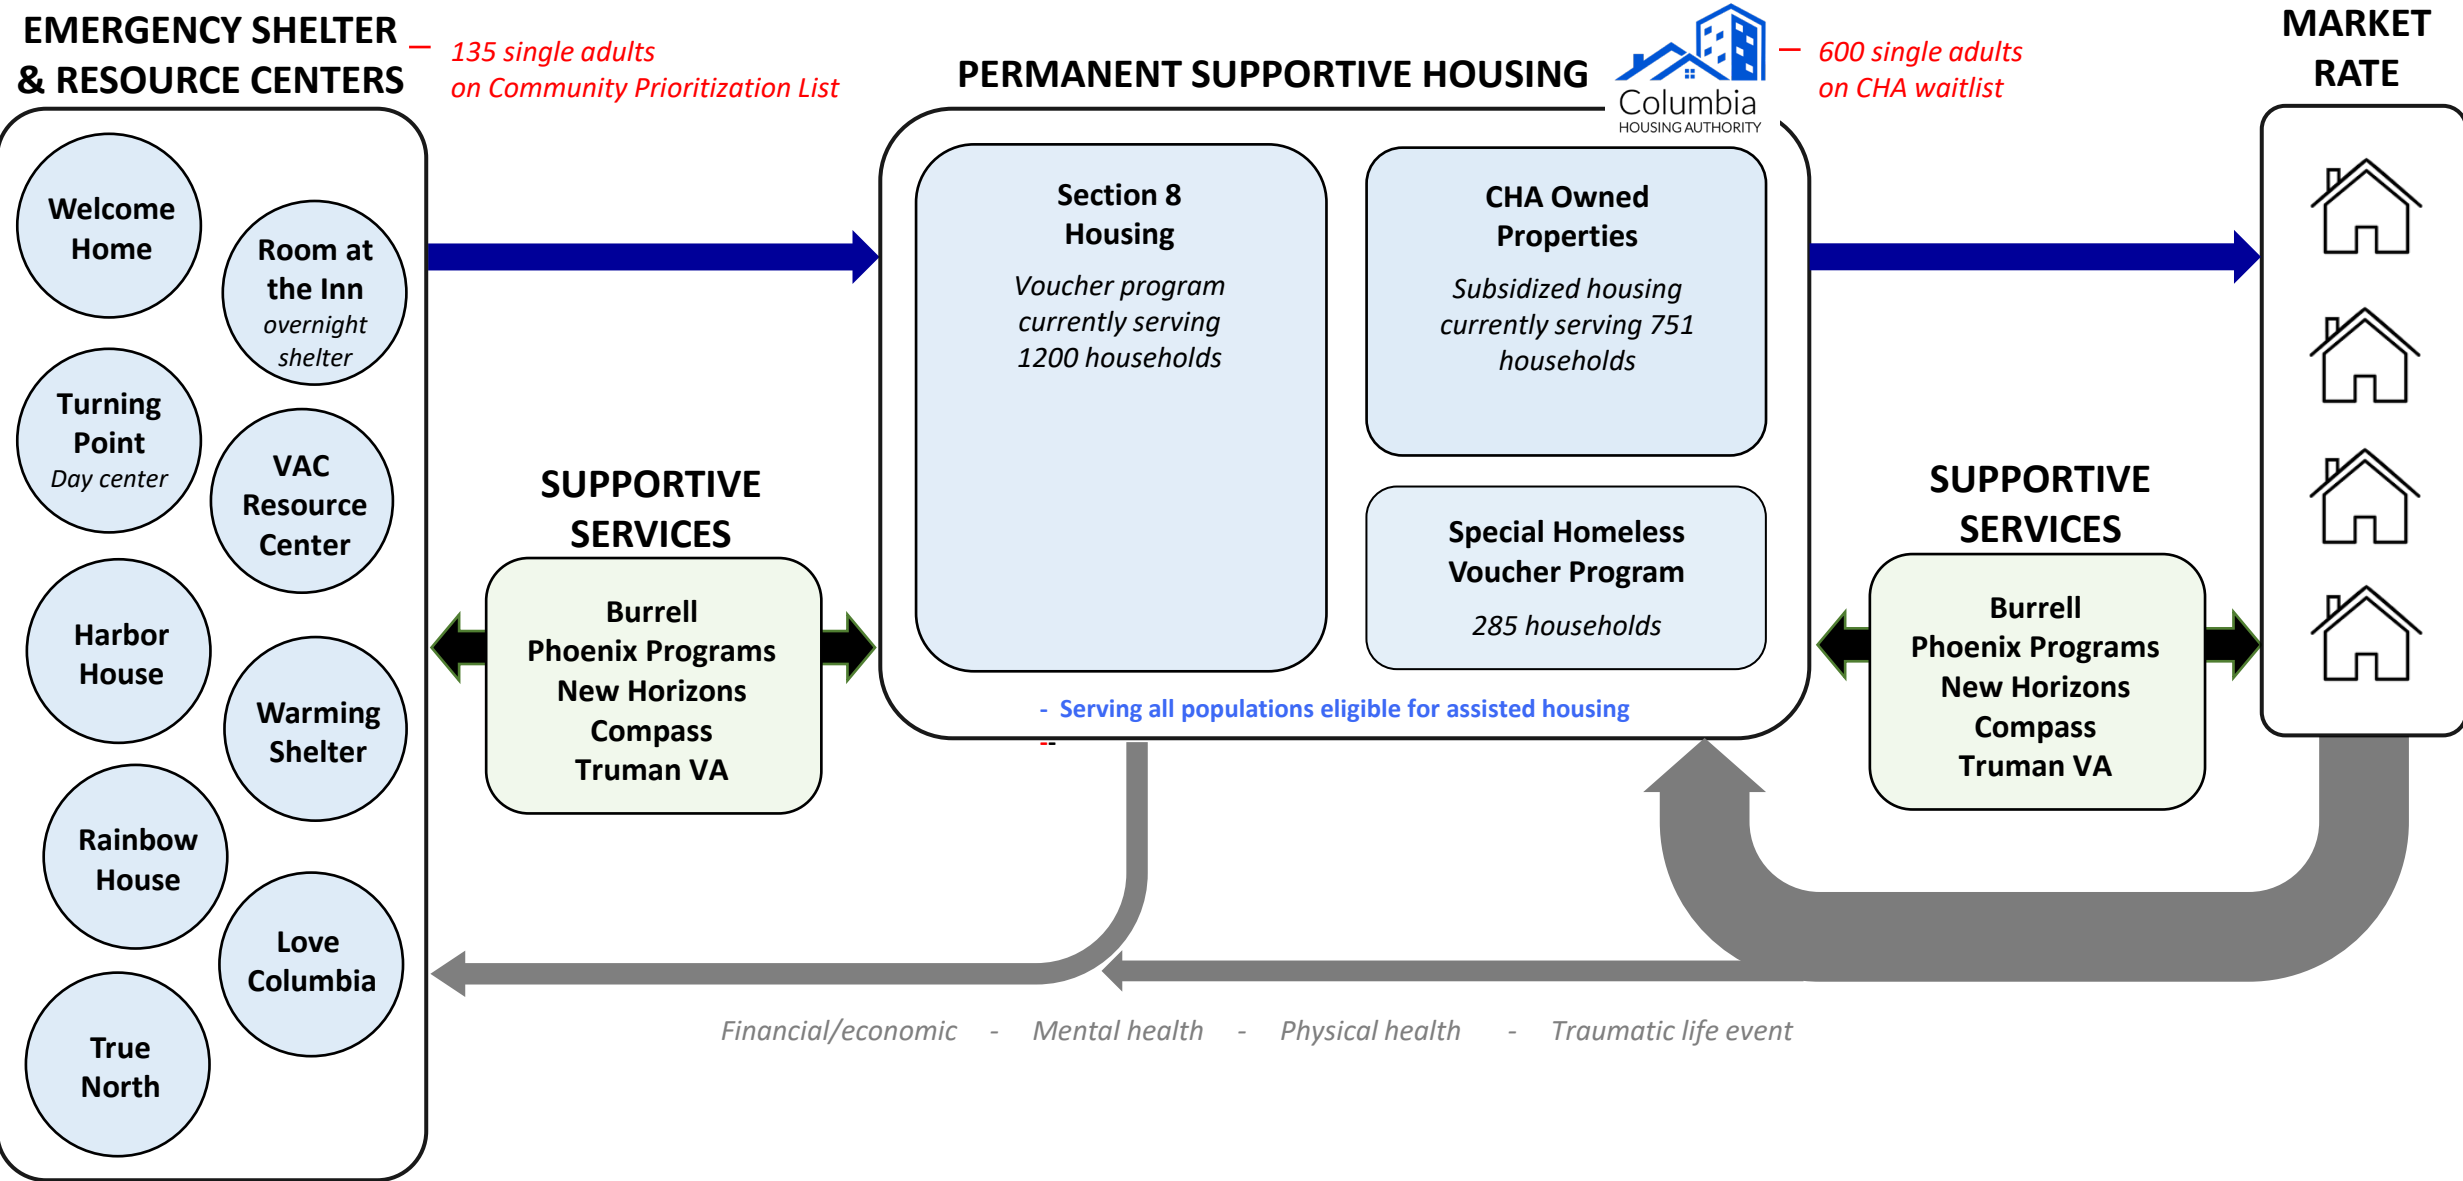 EMERGENCY SHELTER
& RESOURCE CENTERS
— 135 single adults
on Community Prioritization List
Welcome
Home
Room at
the Inn
overnight
shelter
Turning
Point
Day center
VAC
Resource
Center
Harbor
House
Warming
Shelter
Rainbow
House
Love
Columbia
True
North
SUPPORTIVE
SERVICES
Burrell
Phoenix Programs
New Horizons
Compass
Truman VA
PERMANENT SUPPORTIVE HOUSING
Columbia
HOUSING AUTHORITY
— 600 single adults
on CHA waitlist
Section 8
Housing
Voucher program
currently serving
1200 households
CHA Owned
Properties
Subsidized housing
currently serving 751
households
Special Homeless
Voucher Program
285 households
- Serving all populations eligible for assisted housing
--
SUPPORTIVE
SERVICES
Burrell
Phoenix Programs
New Horizons
Compass
Truman VA
MARKET
RATE
Financial/economic - Mental health - Physical health - Traumatic life event